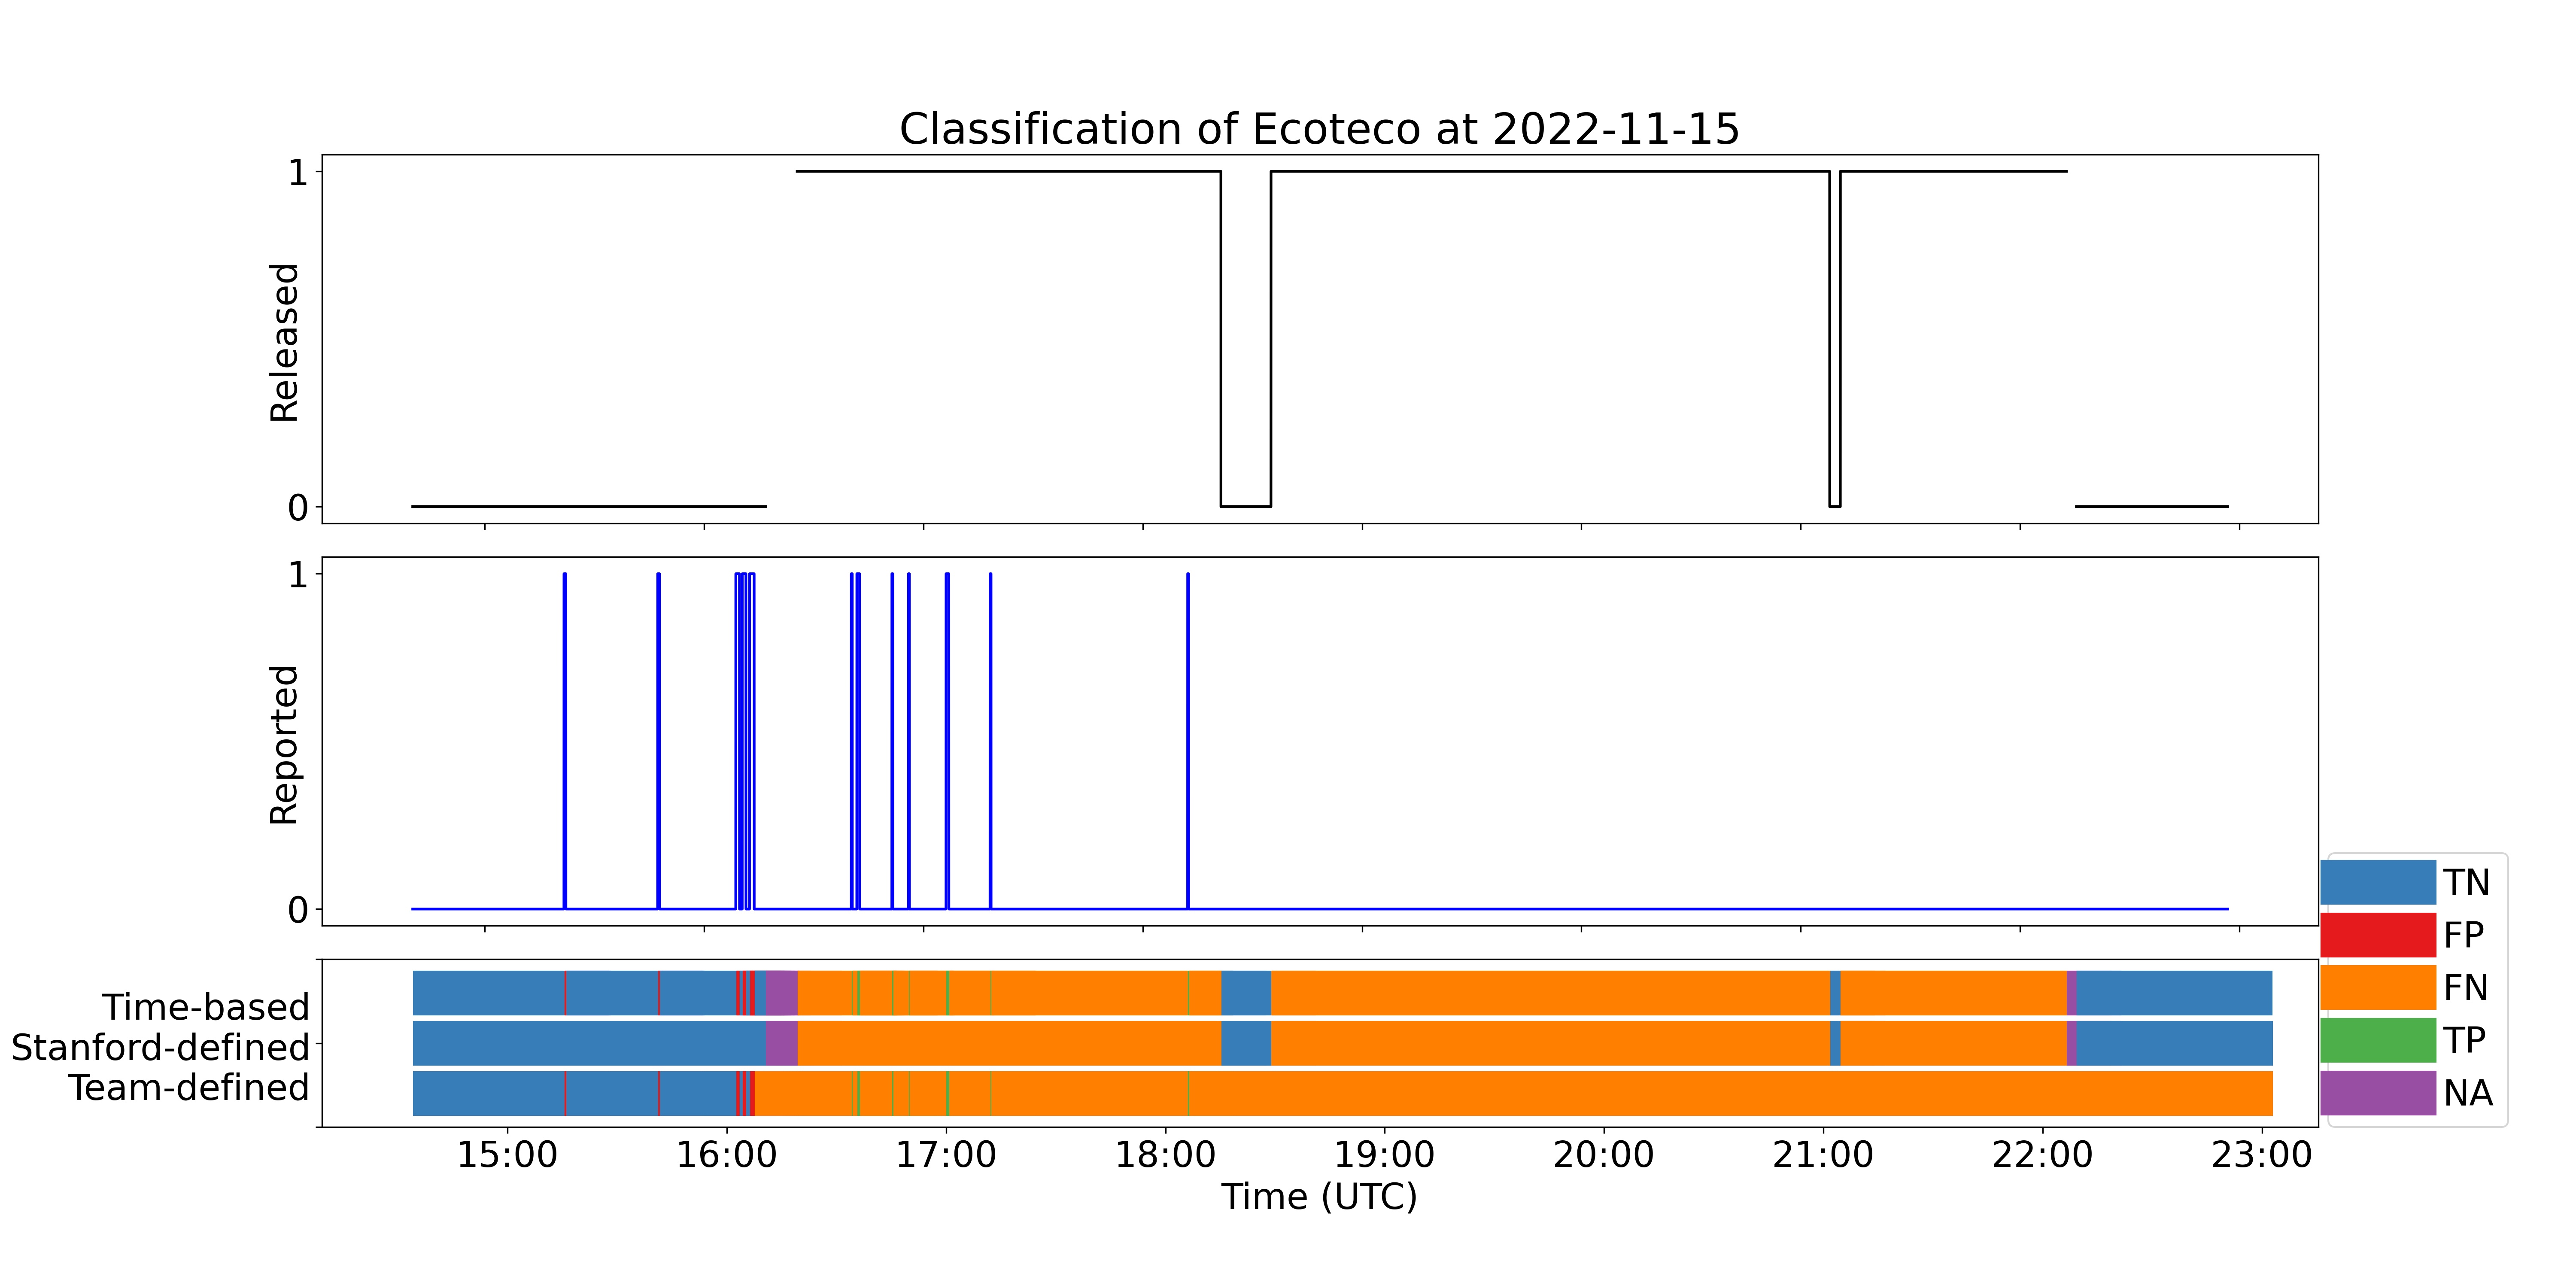 Classification of Ecoteco at 2022-11-15
1
Released
0
1
Reported
0
TN
FP
FN
TP
NA
Time-based
Stanford-defined
Team-defined
15:00 16:00 17:00 18:00 19:00 20:00 21:00 22:00 23:00
Time (UTC)